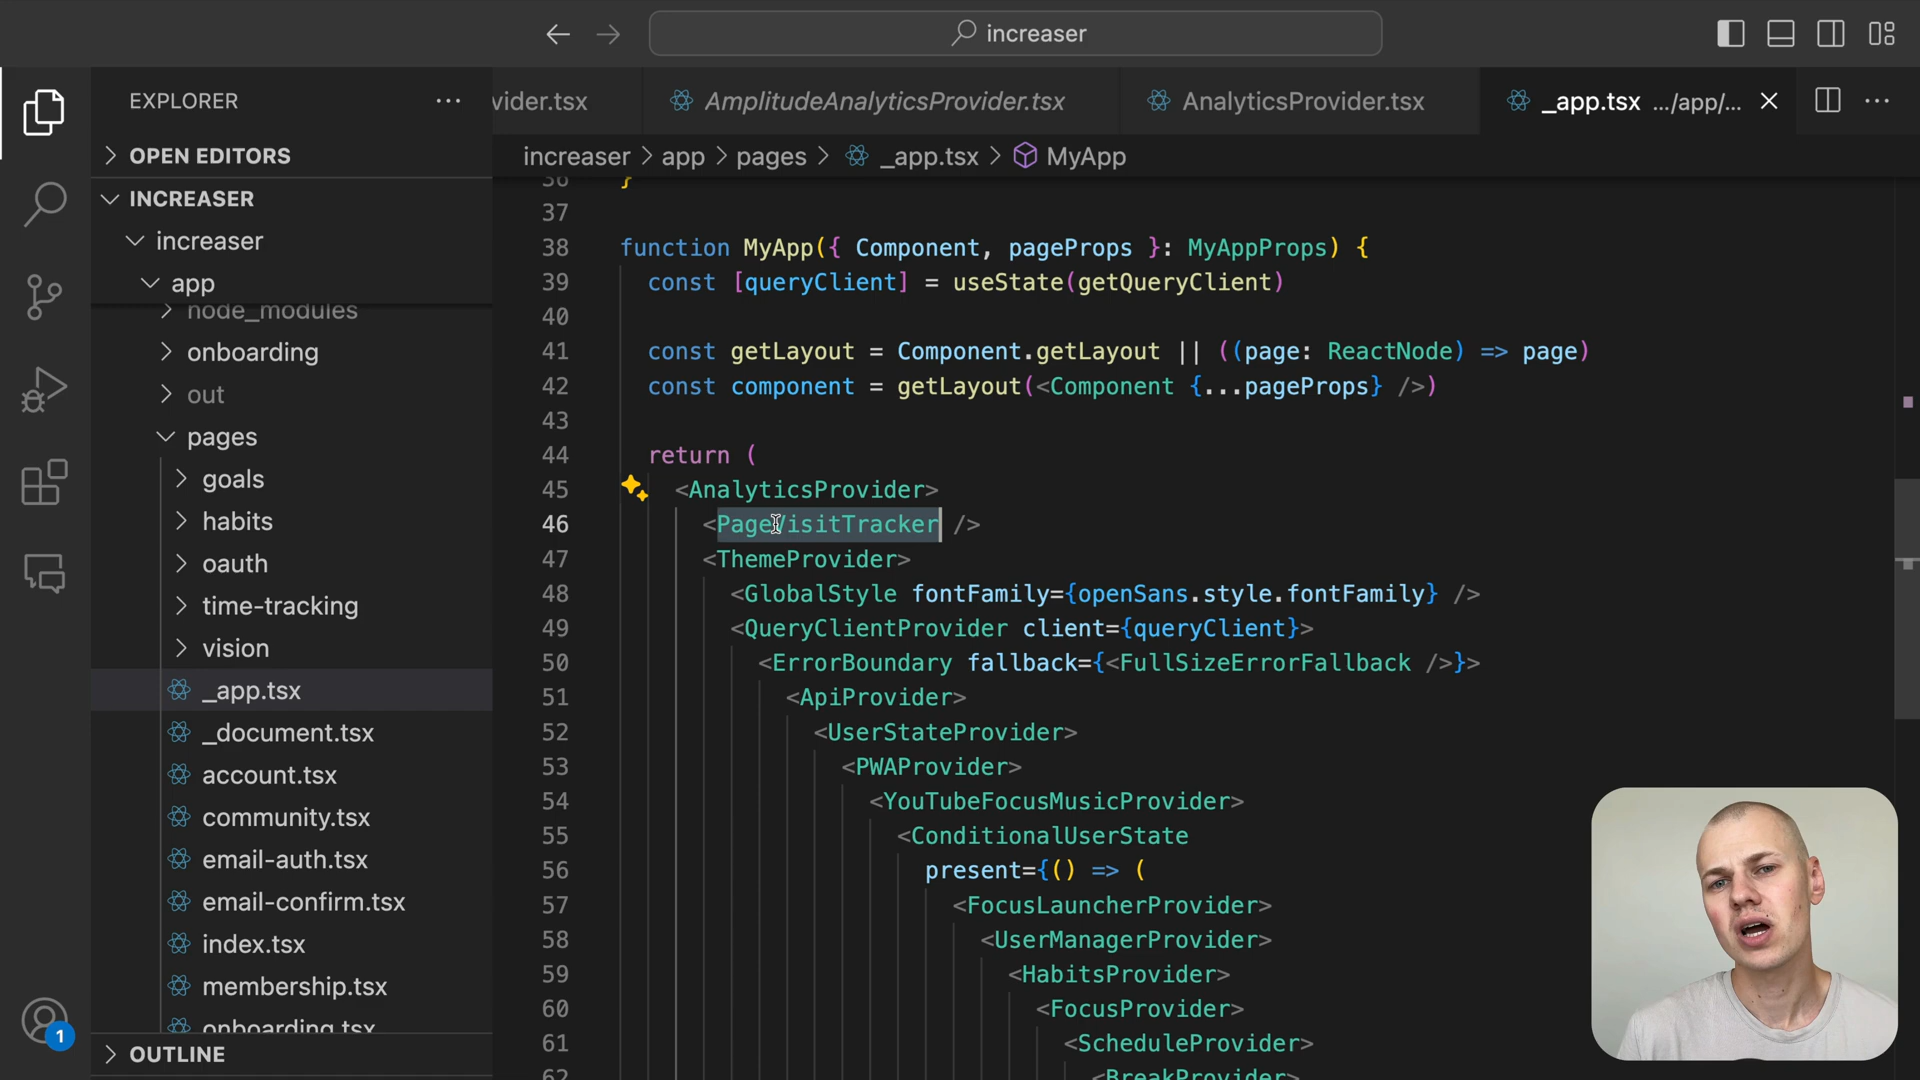 increaser
EXPLORER
OPEN EDITORS
INCREASER
increaser
app
node_modules
onboarding
out
pages
goals
habits
oauth
time-tracking
vision
_app.tsx
_document.tsx
account.tsx
community.tsx
email-auth.tsx
email-confirm.tsx
index.tsx
membership.tsx
onboarding.tsx
OUTLINE
1
vider.tsx
AmplitudeAnalyticsProvider.tsx
AnalyticsProvider.tsx
_app.tsx .../app/...
increaser > app > pages > _app.tsx > MyApp
36 }
37
38 function MyApp({ Component, pageProps }: MyAppProps) {
39 const [queryClient] = useState(getQueryClient)
40
41 const getLayout = Component.getLayout || ((page: ReactNode) => page)
42 const component = getLayout(<Component {...pageProps} />)
43
44 return (
45 <AnalyticsProvider>
46 <PageVisitTracker />
47 <ThemeProvider>
48 <GlobalStyle fontFamily={openSans.style.fontFamily} />
49 <QueryClientProvider client={queryClient}>
50 <ErrorBoundary fallback={<FullSizeErrorFallback />}>
51 <ApiProvider>
52 <UserStateProvider>
53 <PWAProvider>
54 <YouTubeFocusMusicProvider>
55 <ConditionalUserState
56 present={() => (
57 <FocusLauncherProvider>
58 <UserManagerProvider>
59 <HabitsProvider>
60 <FocusProvider>
61 <ScheduleProvider>
62 <BreakProvider>